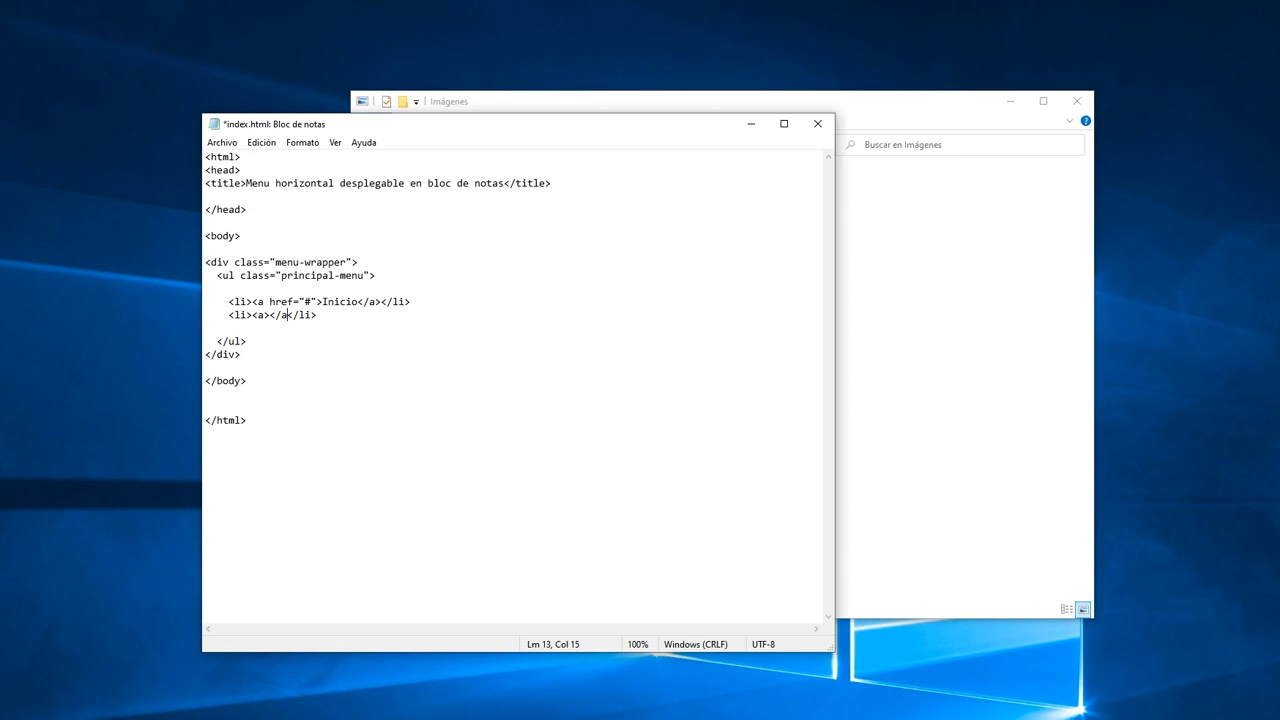 Imágenes
*index.html: Bloc de notas
Archivo Edición Formato Ver Ayuda
Buscar en Imágenes
<html>
<head>
<title>Menu horizontal desplegable en bloc de notas</title>
</head>
<body>
<div class="menu-wrapper">
<ul class="principal-menu">
<li><a href="#">Inicio</a></li>
<li><a></a</li>
</ul>
</div>
</body>
</html>
Lm 13, Col 15 100% Windows (CRLF) UTF-8